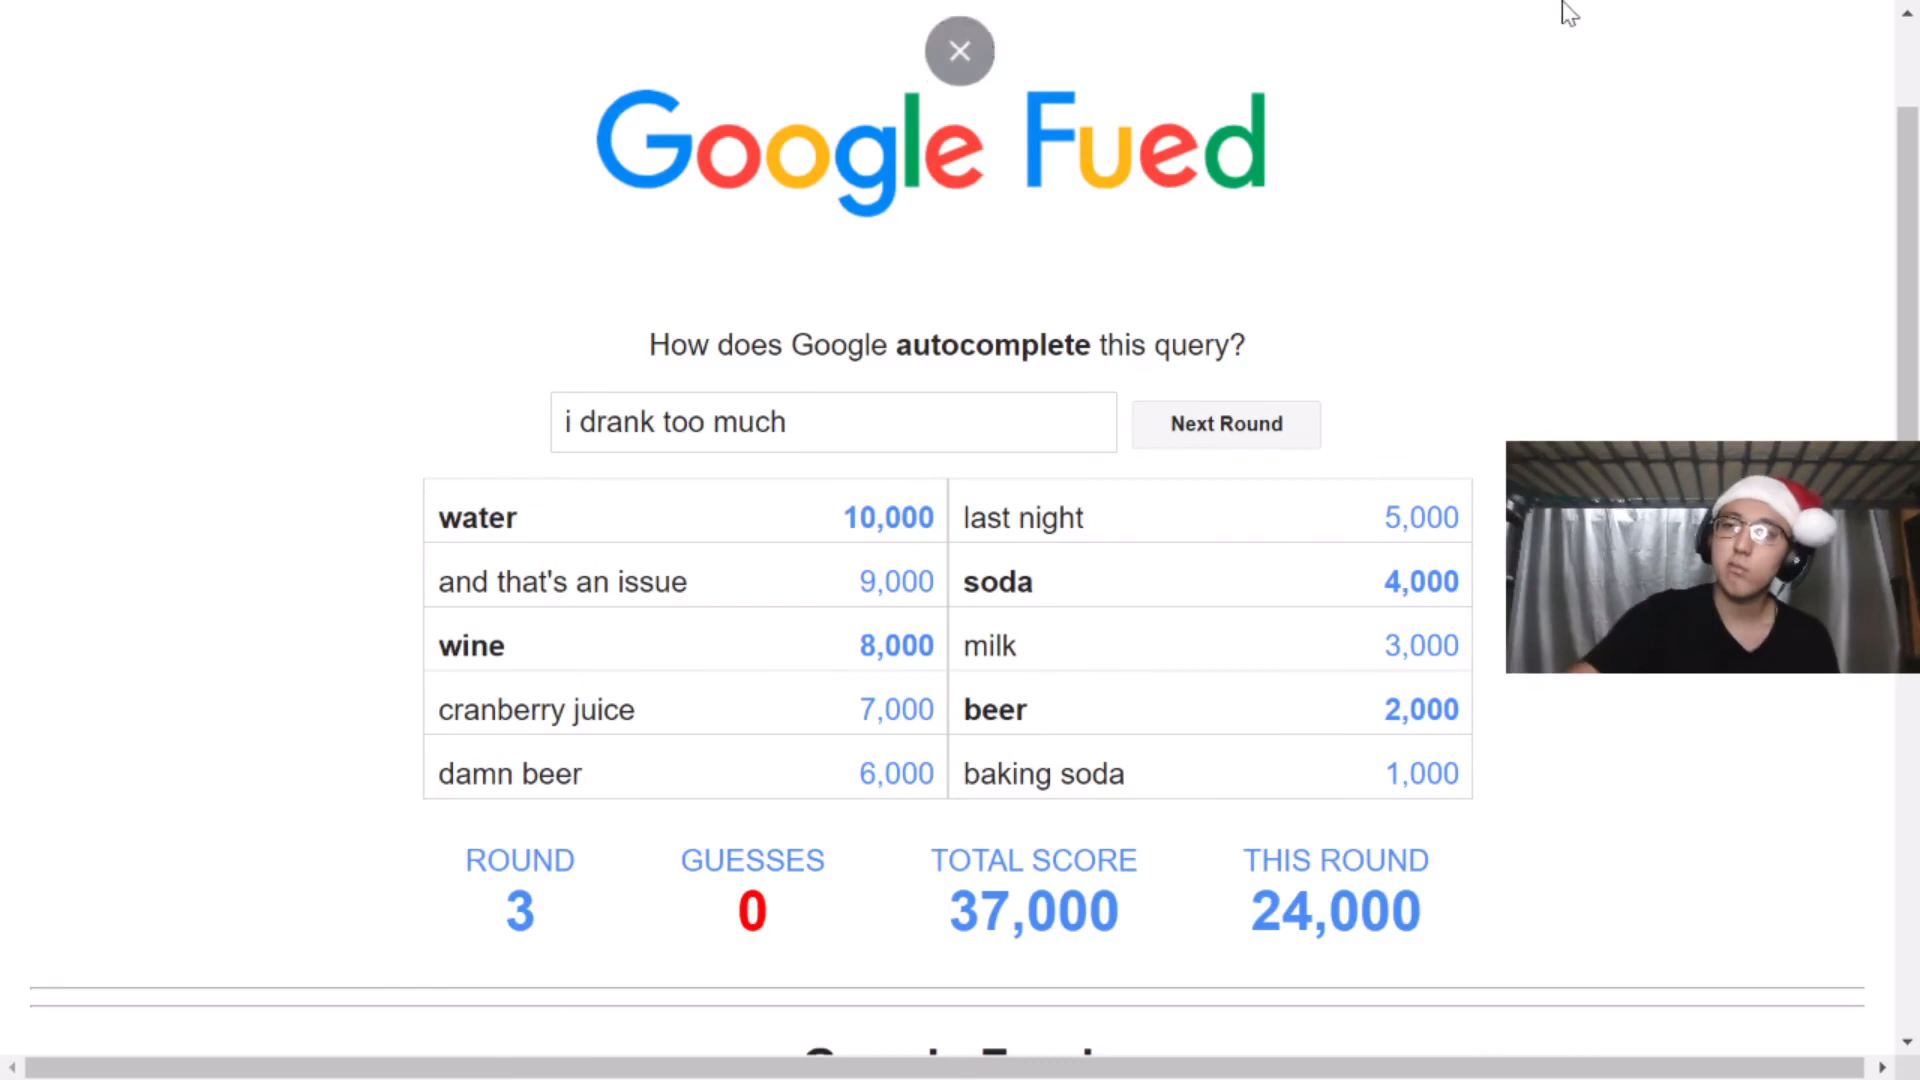 Google Fued
How does Google autocomplete this query?
i drank too much
Next Round
water 10,000 last night 5,000
and that's an issue 9,000 soda 4,000
wine 8,000 milk 3,000
cranberry juice 7,000 beer 2,000
damn beer 6,000 baking soda 1,000
ROUND GUESSES TOTAL SCORE THIS ROUND
3 0 37,000 24,000